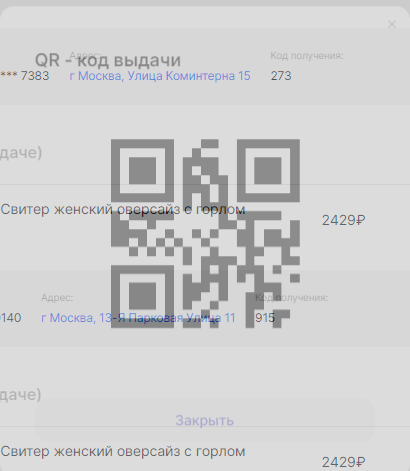 ×
QR - код выдачи
Адрес:
Код получения:
*** 7383
г Москва, Улица Коминтерна 15
273
даче)
Свитер женский оверсайз с горлом
2429₽
Адрес:
Код получения:
140
г Москва, 13-Я Парковая Улица 11
915
даче)
Закрыть
Свитер женский оверсайз с горлом
2429₽